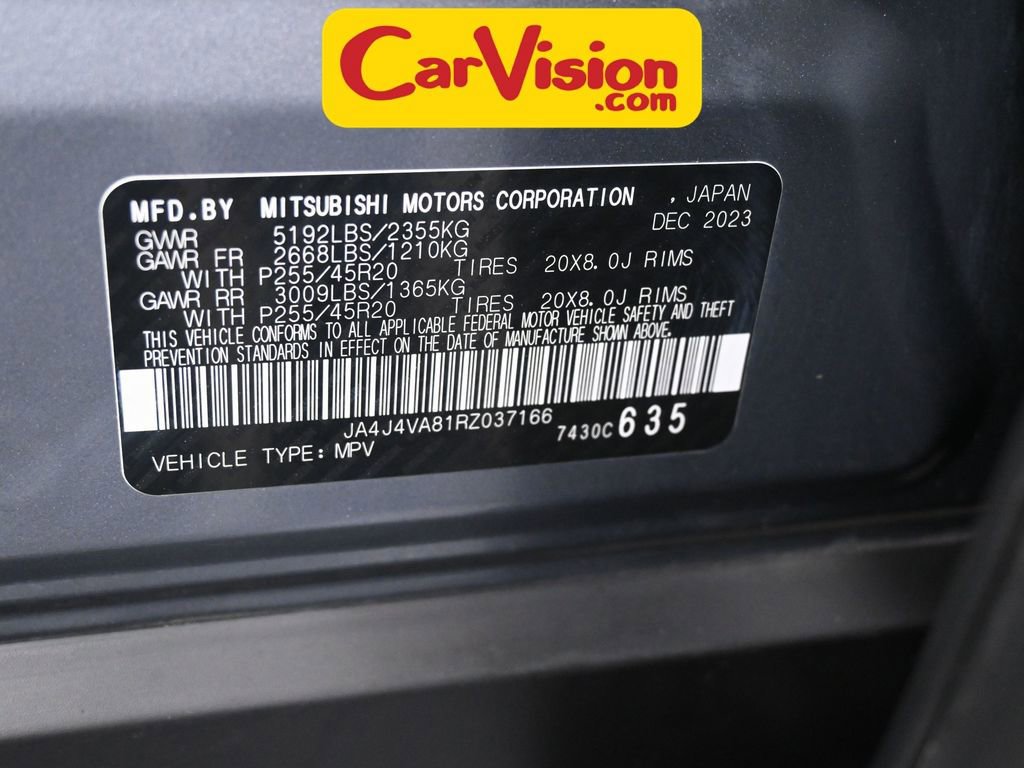 CarVision
.com
MFD.BY MITSUBISHI MOTORS CORPORATION , JAPAN
DEC 2023
GVWR 5192LBS/2355KG
GAWR FR 2668LBS/1210KG
WITH P255/45R20 TIRES 20X8.0J RIMS
GAWR RR 3009LBS/1365KG
WITH P255/45R20 TIRES 20X8.0J RIMS
THIS VEHICLE CONFORMS TO ALL APPLICABLE FEDERAL MOTOR VEHICLE SAFETY AND THEFT
PREVENTION STANDARDS IN EFFECT ON THE DATE OF MANUFACTURE SHOWN ABOVE.
JA4J4VA81RZ037166 7430C 635
VEHICLE TYPE: MPV